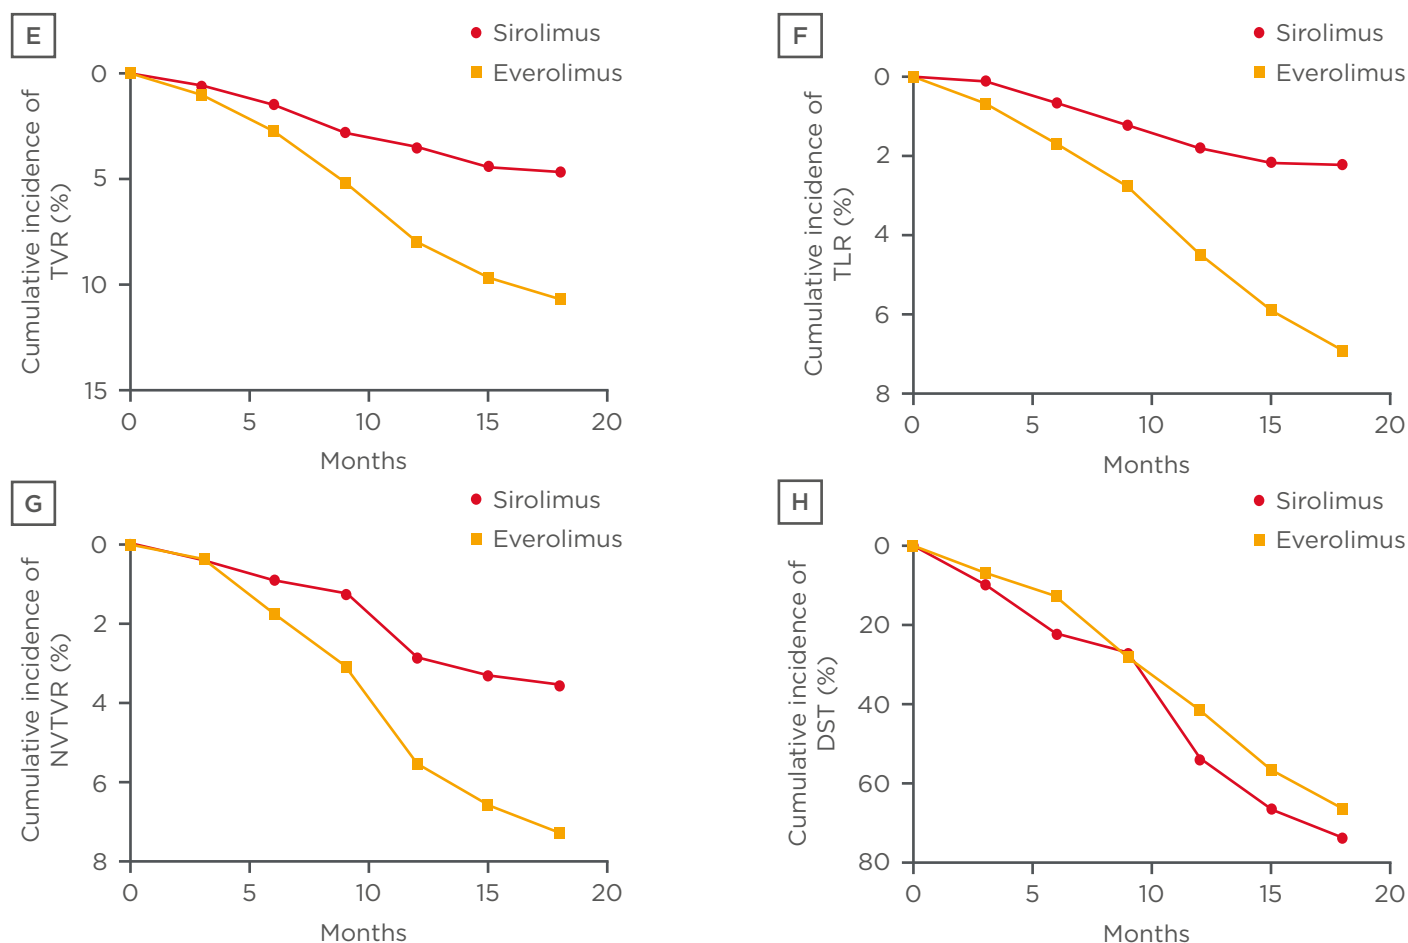 E
Sirolimus
Everolimus
Cumulative incidence of
TVR (%)
0
5
10
15
0 5 10 15 20
Months
F
Sirolimus
Everolimus
Cumulative incidence of
TLR (%)
0
2
4
6
8
0 5 10 15 20
Months
G
Sirolimus
Everolimus
Cumulative incidence of
NVTVR (%)
0
2
4
6
8
0 5 10 15 20
Months
H
Sirolimus
Everolimus
Cumulative incidence of
DST (%)
0
20
40
60
80
0 5 10 15 20
Months